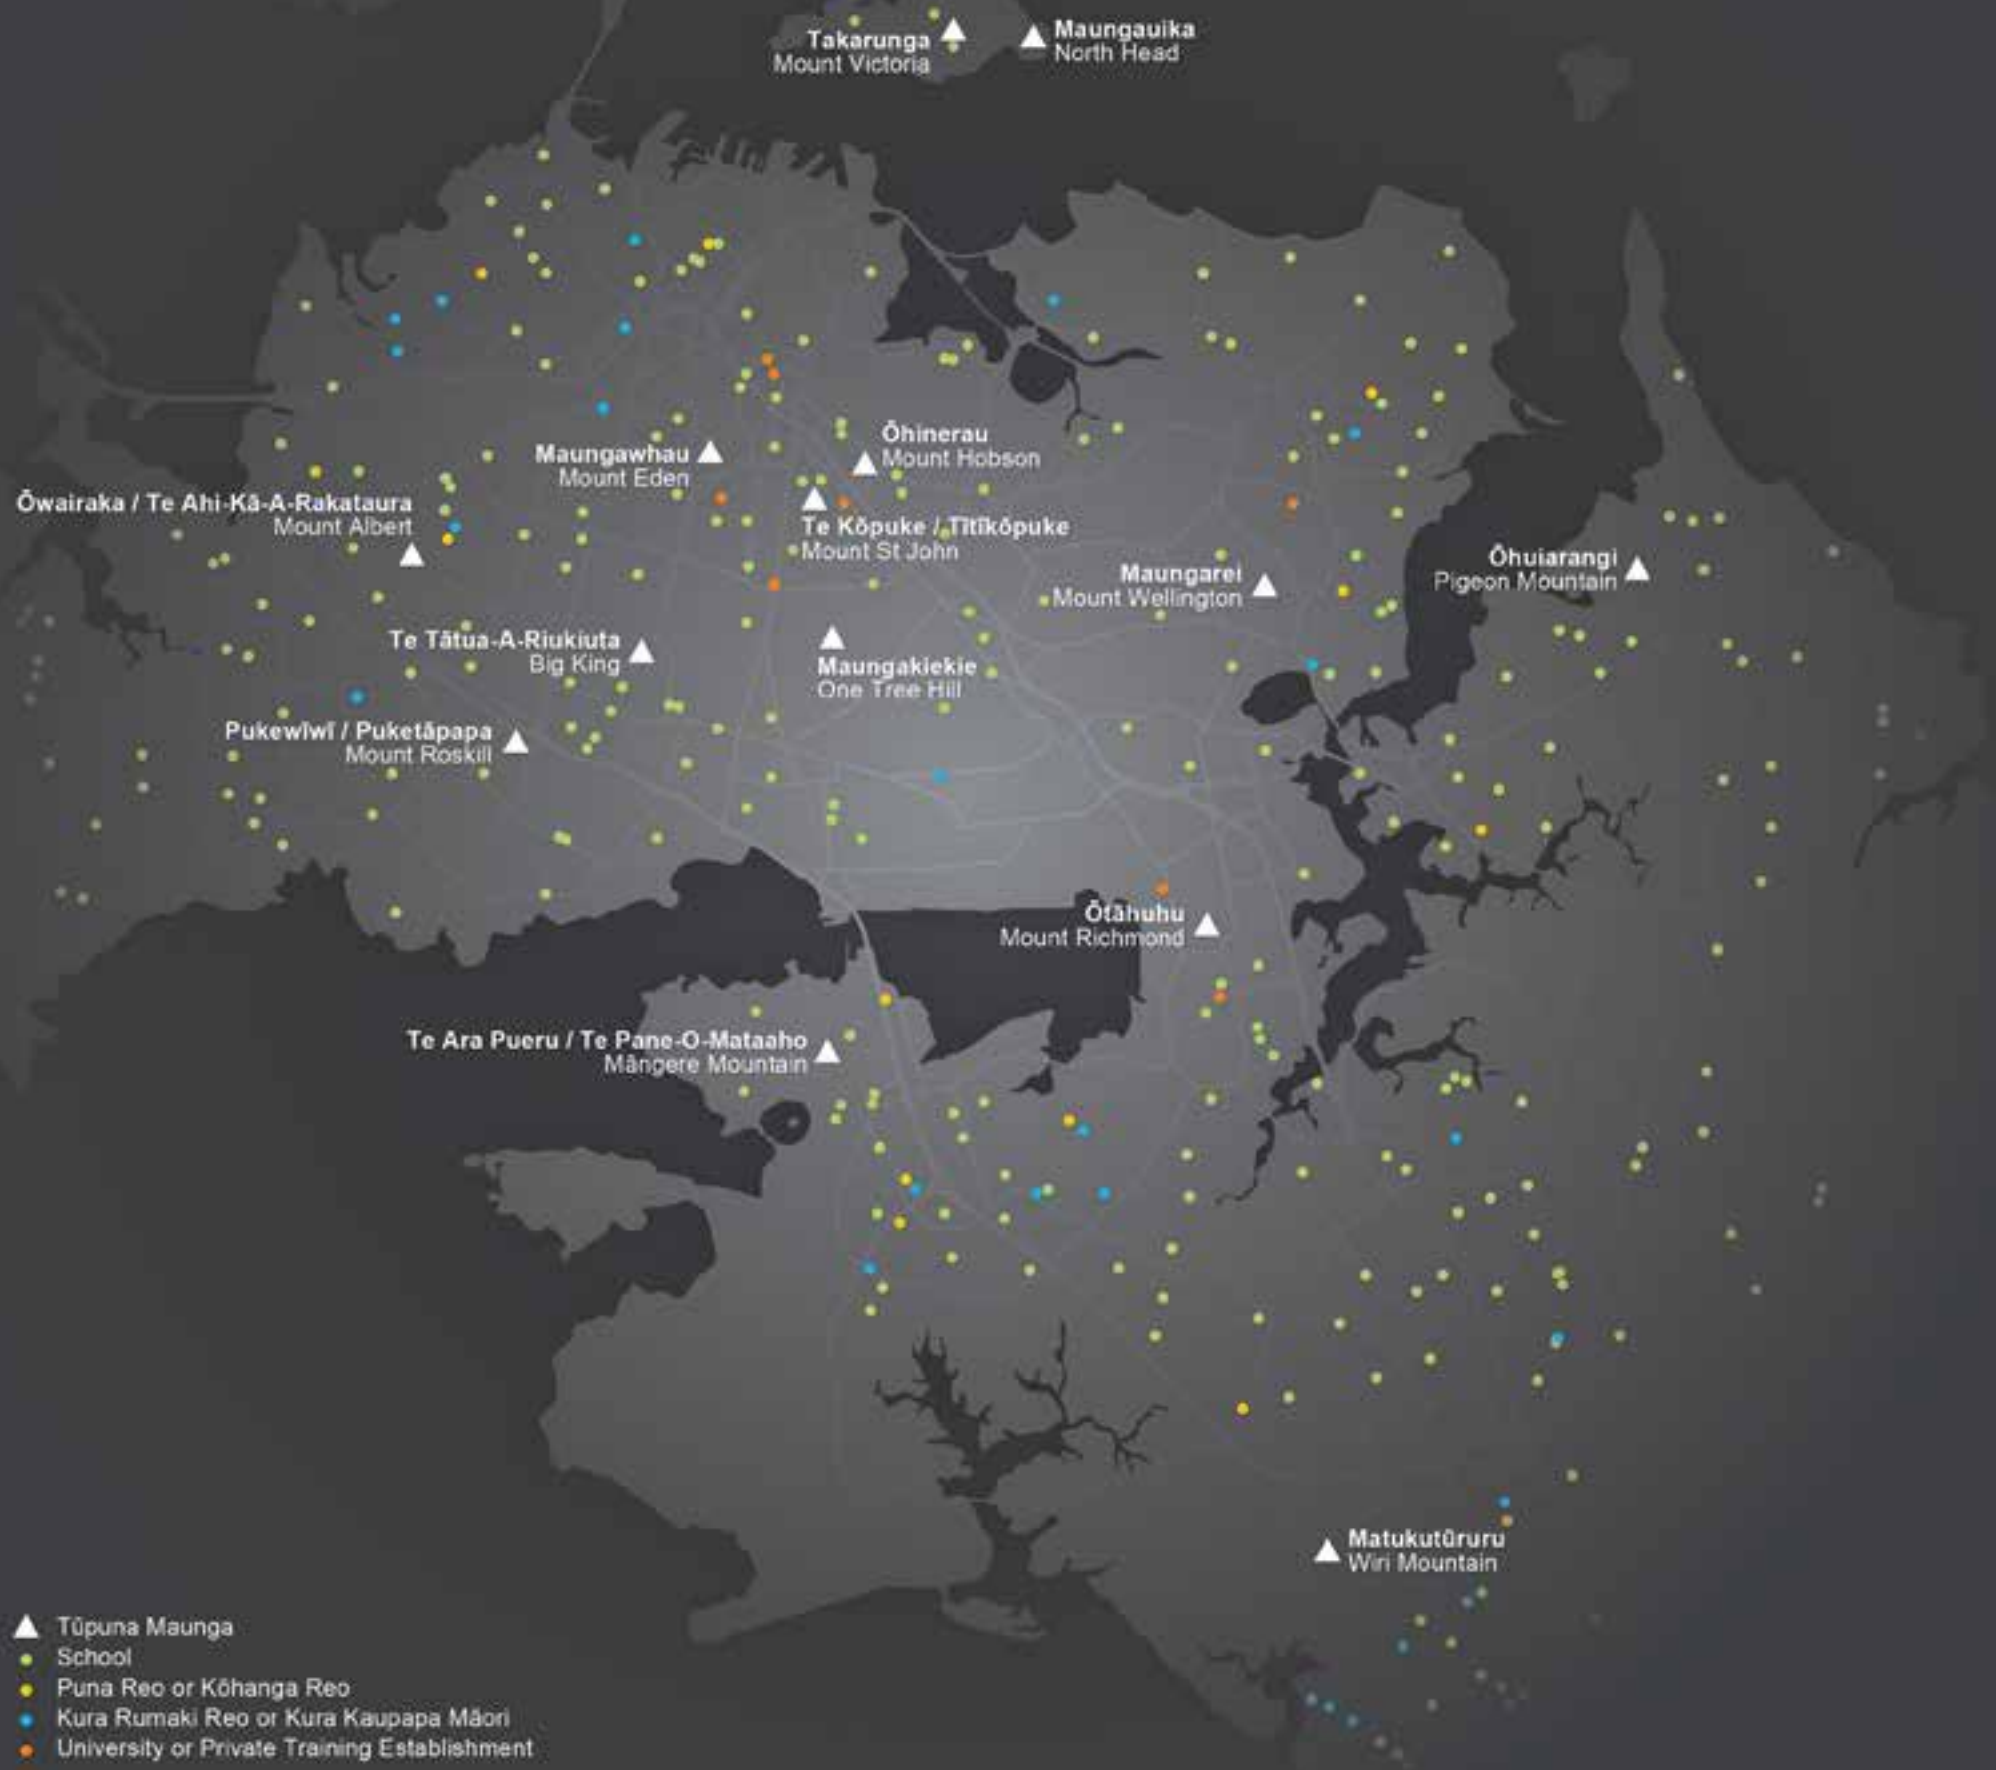 Takarunga
Mount Victoria
Maungauika
North Head
Ōhinerau
Mount Hobson
Maungawhau
Mount Eden
Ōwairaka / Te Ahi-Kā-A-Rakataura
Mount Albert
Te Kōpuke / Tītīkōpuke
Mount St John
Ōhuiarangi
Pigeon Mountain
Maungarei
Mount Wellington
Te Tātua-A-Riukiuta
Big King
Maungakiekie
One Tree Hill
Pukewīwī / Puketāpapa
Mount Roskill
Ōtāhuhu
Mount Richmond
Te Ara Pueru / Te Pane-O-Mataaho
Māngere Mountain
Matukutūruru
Wiri Mountain
Tūpuna Maunga
School
Puna Reo or Kōhanga Reo
Kura Rumaki Reo or Kura Kaupapa Māori
University or Private Training Establishment